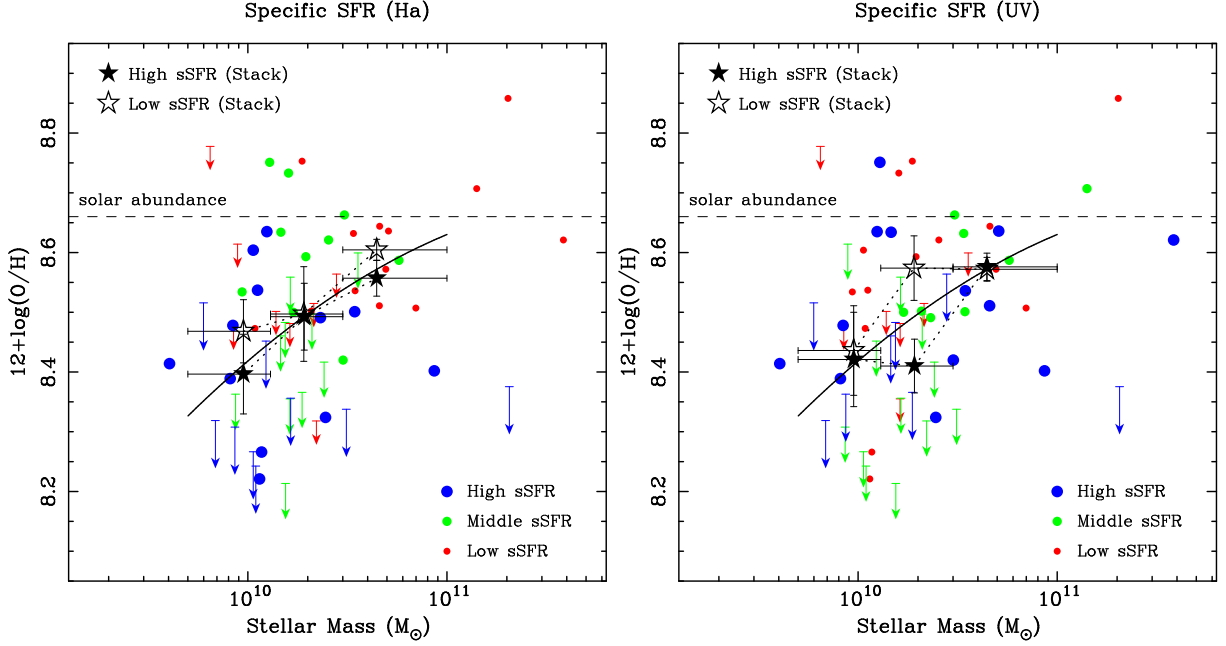 Specific SFR (Ha)
High sSFR (Stack)
Low sSFR (Stack)
solar abundance
12+log(O/H)
8.8
8.6
8.4
8.2
High sSFR
Middle sSFR
Low sSFR
10^10
10^11
Stellar Mass (M⊙)
Specific SFR (UV)
High sSFR (Stack)
Low sSFR (Stack)
solar abundance
12+log(O/H)
8.8
8.6
8.4
8.2
High sSFR
Middle sSFR
Low sSFR
10^10
10^11
Stellar Mass (M⊙)